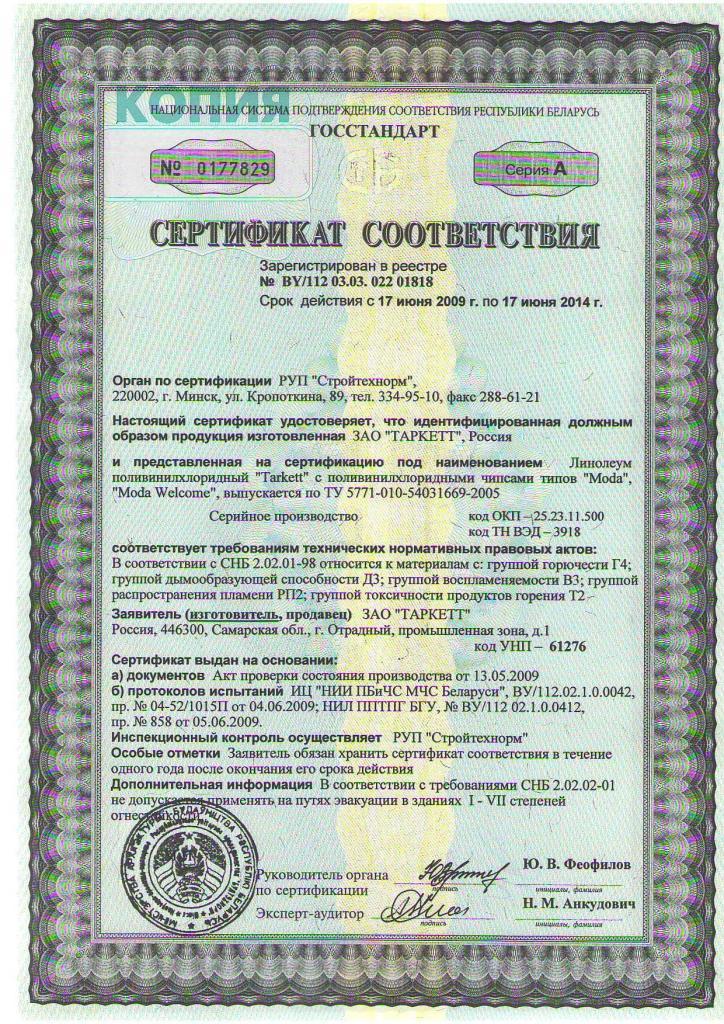 КОПИЯ
НАЦИОНАЛЬНАЯ СИСТЕМА ПОДТВЕРЖДЕНИЯ СООТВЕТСТВИЯ РЕСПУБЛИКИ БЕЛАРУСЬ
ГОССТАНДАРТ
№ 0177829
Серия А
СЕРТИФИКАТ СООТВЕТСТВИЯ
Зарегистрирован в реестре
№ BY/112 03.03. 022 01818
Срок действия с 17 июня 2009 г. по 17 июня 2014 г.
Орган по сертификации РУП "Стройтехнорм",
220002, г. Минск, ул. Кропоткина, 89, тел. 334-95-10, факс 288-61-21
Настоящий сертификат удостоверяет, что идентифицированная должным
образом продукция изготовленная ЗАО "ТАРКЕТТ", Россия
и представленная на сертификацию под наименованием Линолеум
поливинилхлоридный "Tarkett" с поливинилхлоридными чипсами типов "Moda",
"Moda Welcome", выпускается по ТУ 5771-010-54031669-2005
Серийное производство код ОКП – 25.23.11.500
код ТН ВЭД – 3918
соответствует требованиям технических нормативных правовых актов:
В соответствии с СНБ 2.02.01-98 относится к материалам с: группой горючести Г4;
группой дымообразующей способности Д3; группой воспламеняемости В3; группой
распространения пламени РП2; группой токсичности продуктов горения Т2
Заявитель (изготовитель, продавец) ЗАО "ТАРКЕТТ"
Россия, 446300, Самарская обл., г. Отрадный, промышленная зона, д.1
код УНП – 61276
Сертификат выдан на основании:
а) документов Акт проверки состояния производства от 13.05.2009
б) протоколов испытаний ИЦ "НИИ ПБиЧС МЧС Беларуси", ВУ/112.02.1.0.0042,
пр. № 04-52/1015П от 04.06.2009; НИЛ ППТПГ БГУ, № ВУ/112 02.1.0.0412,
пр. № 858 от 05.06.2009.
Инспекционный контроль осуществляет РУП "Стройтехнорм"
Особые отметки Заявитель обязан хранить сертификат соответствия в течение
одного года после окончания его срока действия
Дополнительная информация В соответствии с требованиями СНБ 2.02.02-01
не допускается применять на путях эвакуации в зданиях I - VII степеней
огнестойкости
Руководитель органа
по сертификации
подпись
Ю. В. Феофилов
инициалы, фамилия
Эксперт-аудитор
подпись
Н. М. Анкудович
инициалы, фамилия